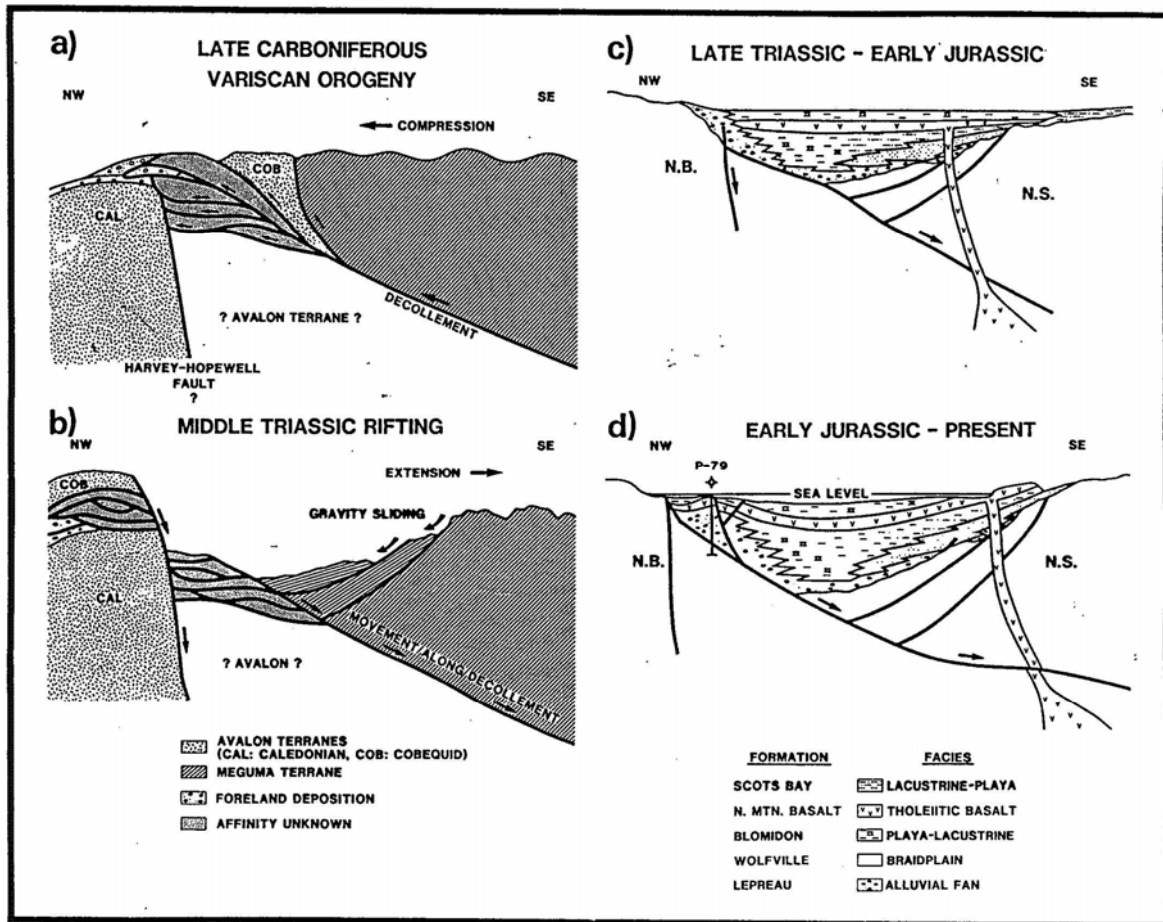 a)
LATE CARBONIFEROUS
VARISCAN OROGENY
NW
SE
COMPRESSION
COB
CAL
DECOLLEMENT
? AVALON TERRANE ?
HARVEY-HOPEWELL
FAULT
?
b)
MIDDLE TRIASSIC RIFTING
NW
SE
EXTENSION
COB
GRAVITY SLIDING
CAL
MOVEMENT/ALONG/DECOLLEMENT
? AVALON ?
AVALON TERRANES
(CAL: CALEDONIAN, COB: COBEQUID)
MEGUMA TERRANE
FORELAND DEPOSITION
AFFINITY UNKNOWN
c)
LATE TRIASSIC - EARLY JURASSIC
NW
SE
N.B.
N.S.
d)
EARLY JURASSIC - PRESENT
NW
SE
P-79
SEA LEVEL
N.B.
N.S.
FORMATION FACIES
SCOTS BAY LACUSTRINE-PLAYA
N. MTN. BASALT THOLEIITIC BASALT
BLOMIDON PLAYA-LACUSTRINE
WOLFVILLE BRAIDPLAIN
LEPREAU ALLUVIAL FAN